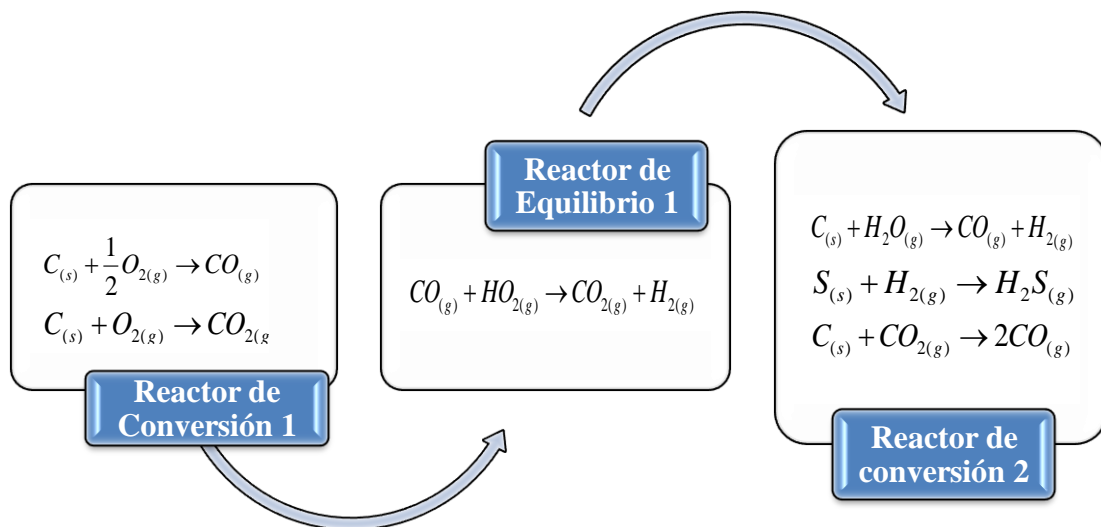 C(s) + 1/2 O2(g) → CO(g)
C(s) + O2(g) → CO2(g
Reactor de
Conversión 1
Reactor de
Equilibrio 1
CO(g) + HO2(g) → CO2(g) + H2(g)
C(s) + H2O(g) → CO(g) + H2(g)
S(s) + H2(g) → H2S(g)
C(s) + CO2(g) → 2CO(g)
Reactor de
conversión 2